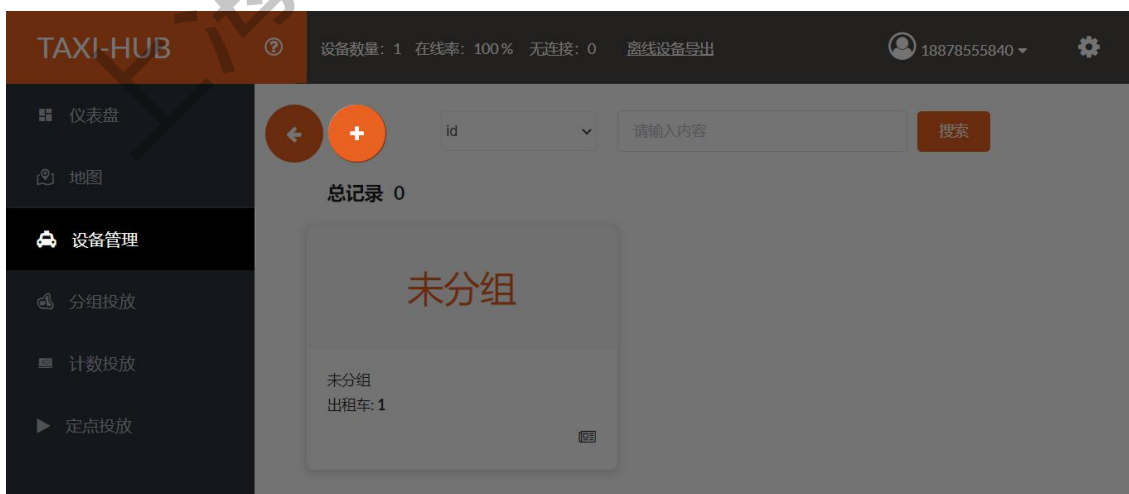 TAXI-HUB
设备数量: 1 在线率: 100% 无连接: 0 离线设备导出
18878555840
仪表盘
id
请输入内容
搜索
地图
总记录 0
设备管理
未分组
分组投放
计数投放
未分组
出租车: 1
定点投放